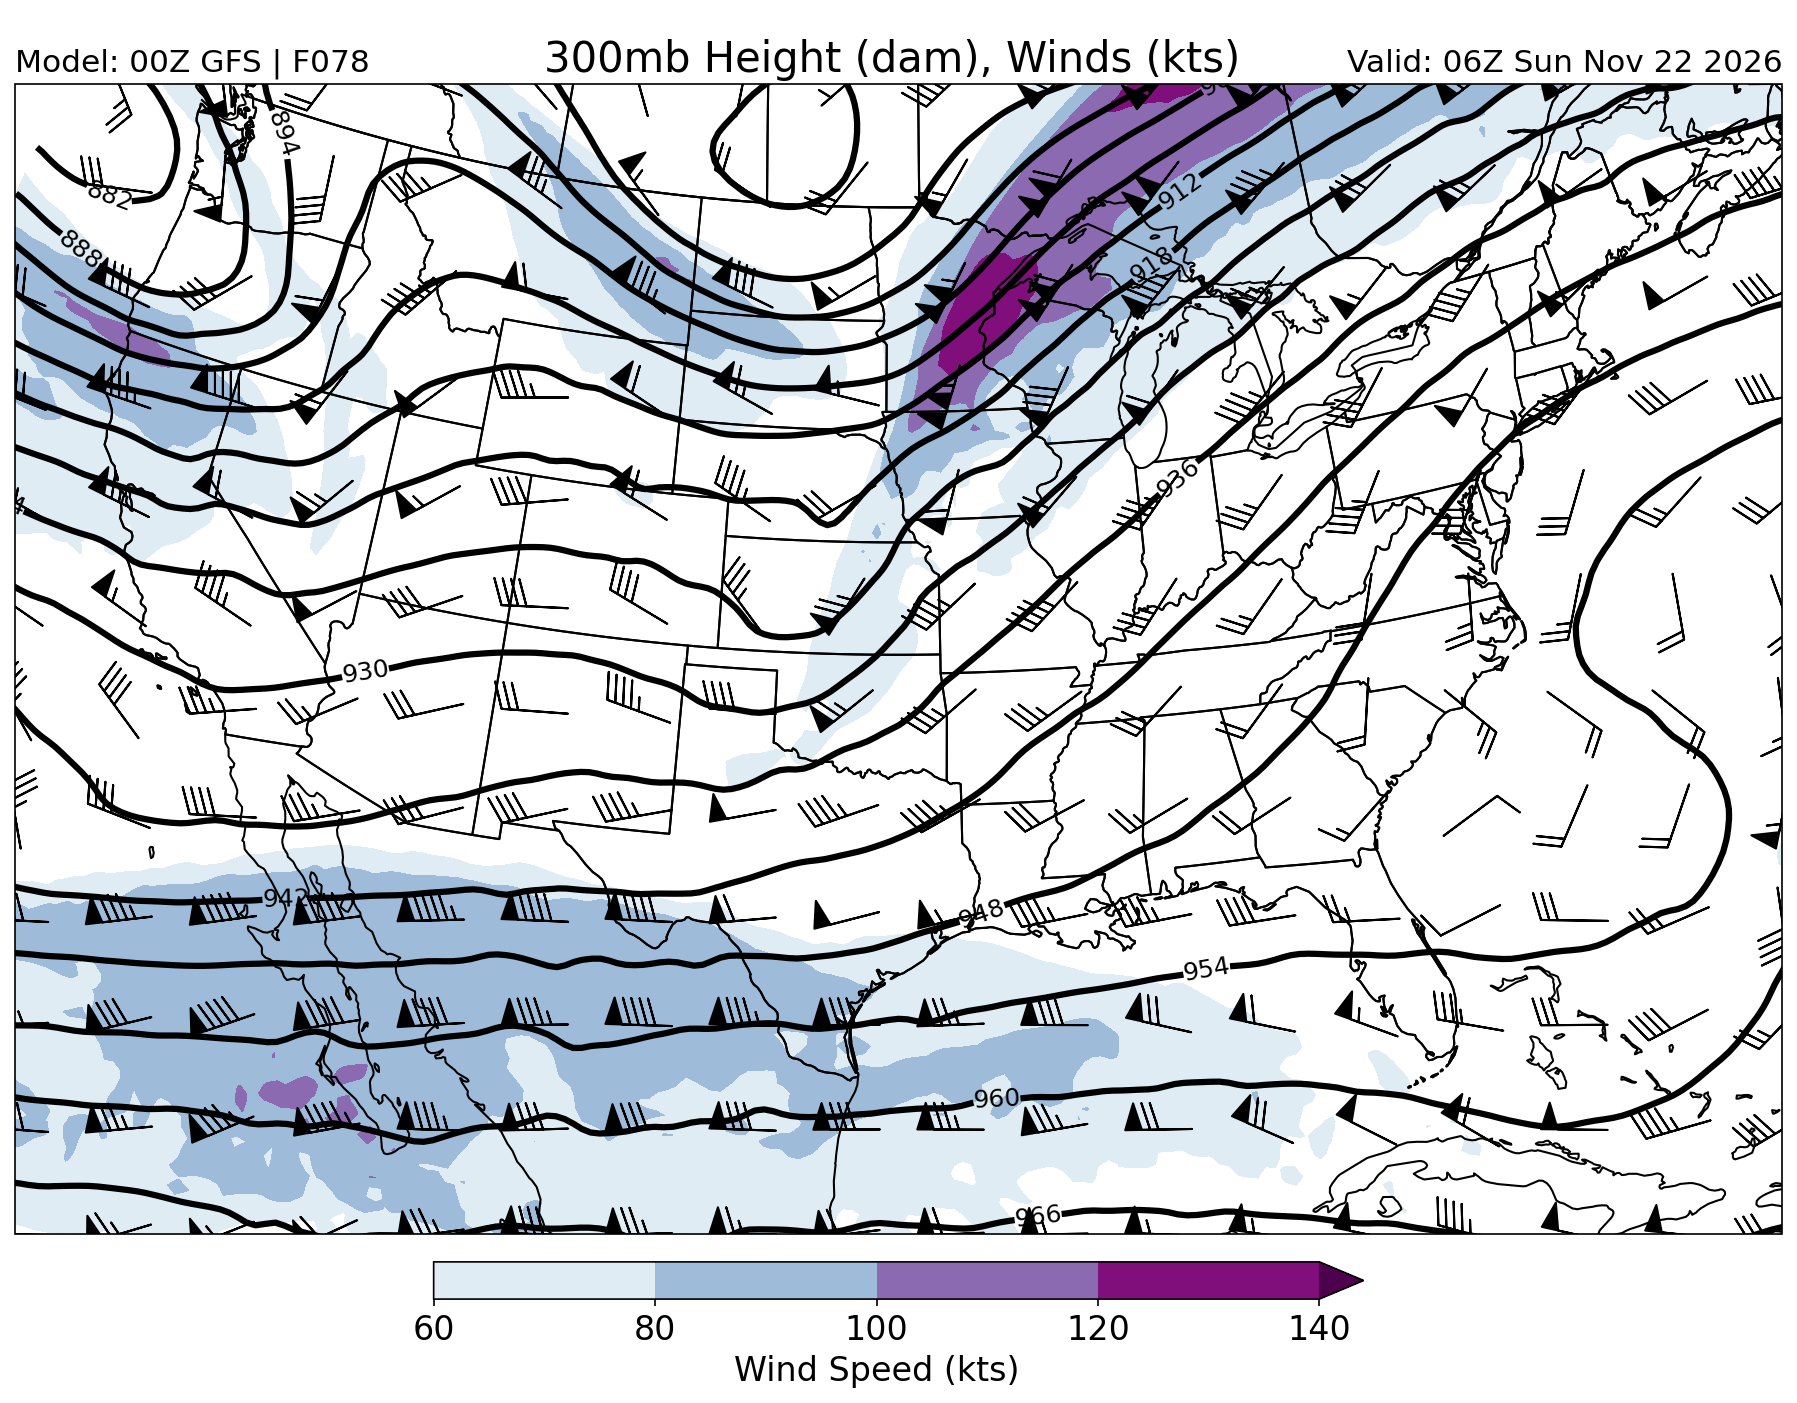 Model: 00Z GFS | F078
300mb Height (dam), Winds (kts)
Valid: 06Z Sun Nov 22 2026
894
882
912
888
918
936
930
942
948
954
960
966
60 80 100 120 140
Wind Speed (kts)